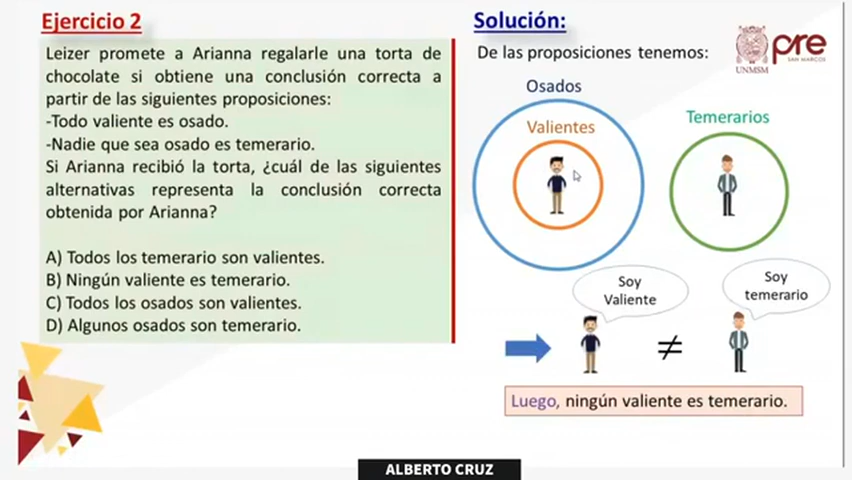 Ejercicio 2
Leizer promete a Arianna regalarle una torta de
chocolate si obtiene una conclusión correcta a
partir de las siguientes proposiciones:
-Todo valiente es osado.
-Nadie que sea osado es temerario.
Si Arianna recibió la torta, ¿cuál de las siguientes
alternativas representa la conclusión correcta
obtenida por Arianna?
A) Todos los temerario son valientes.
B) Ningún valiente es temerario.
C) Todos los osados son valientes.
D) Algunos osados son temerario.
Solución:
De las proposiciones tenemos:
UNMSM
pre
SAN MARCOS
Osados
Valientes
Temerarios
Soy
Valiente
Soy
temerario
≠
Luego, ningún valiente es temerario.
ALBERTO CRUZ